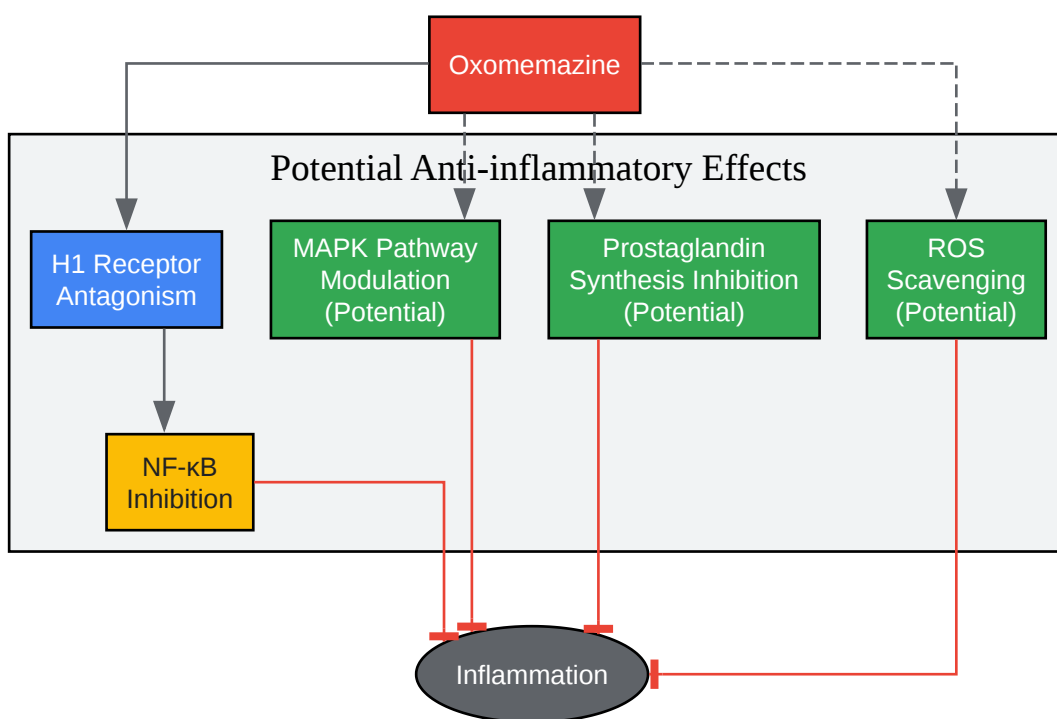 Oxomemazine
Potential Anti-inflammatory Effects
H1 Receptor
Antagonism
MAPK Pathway
Modulation
(Potential)
Prostaglandin
Synthesis Inhibition
(Potential)
ROS
Scavenging
(Potential)
NF-κB
Inhibition
Inflammation